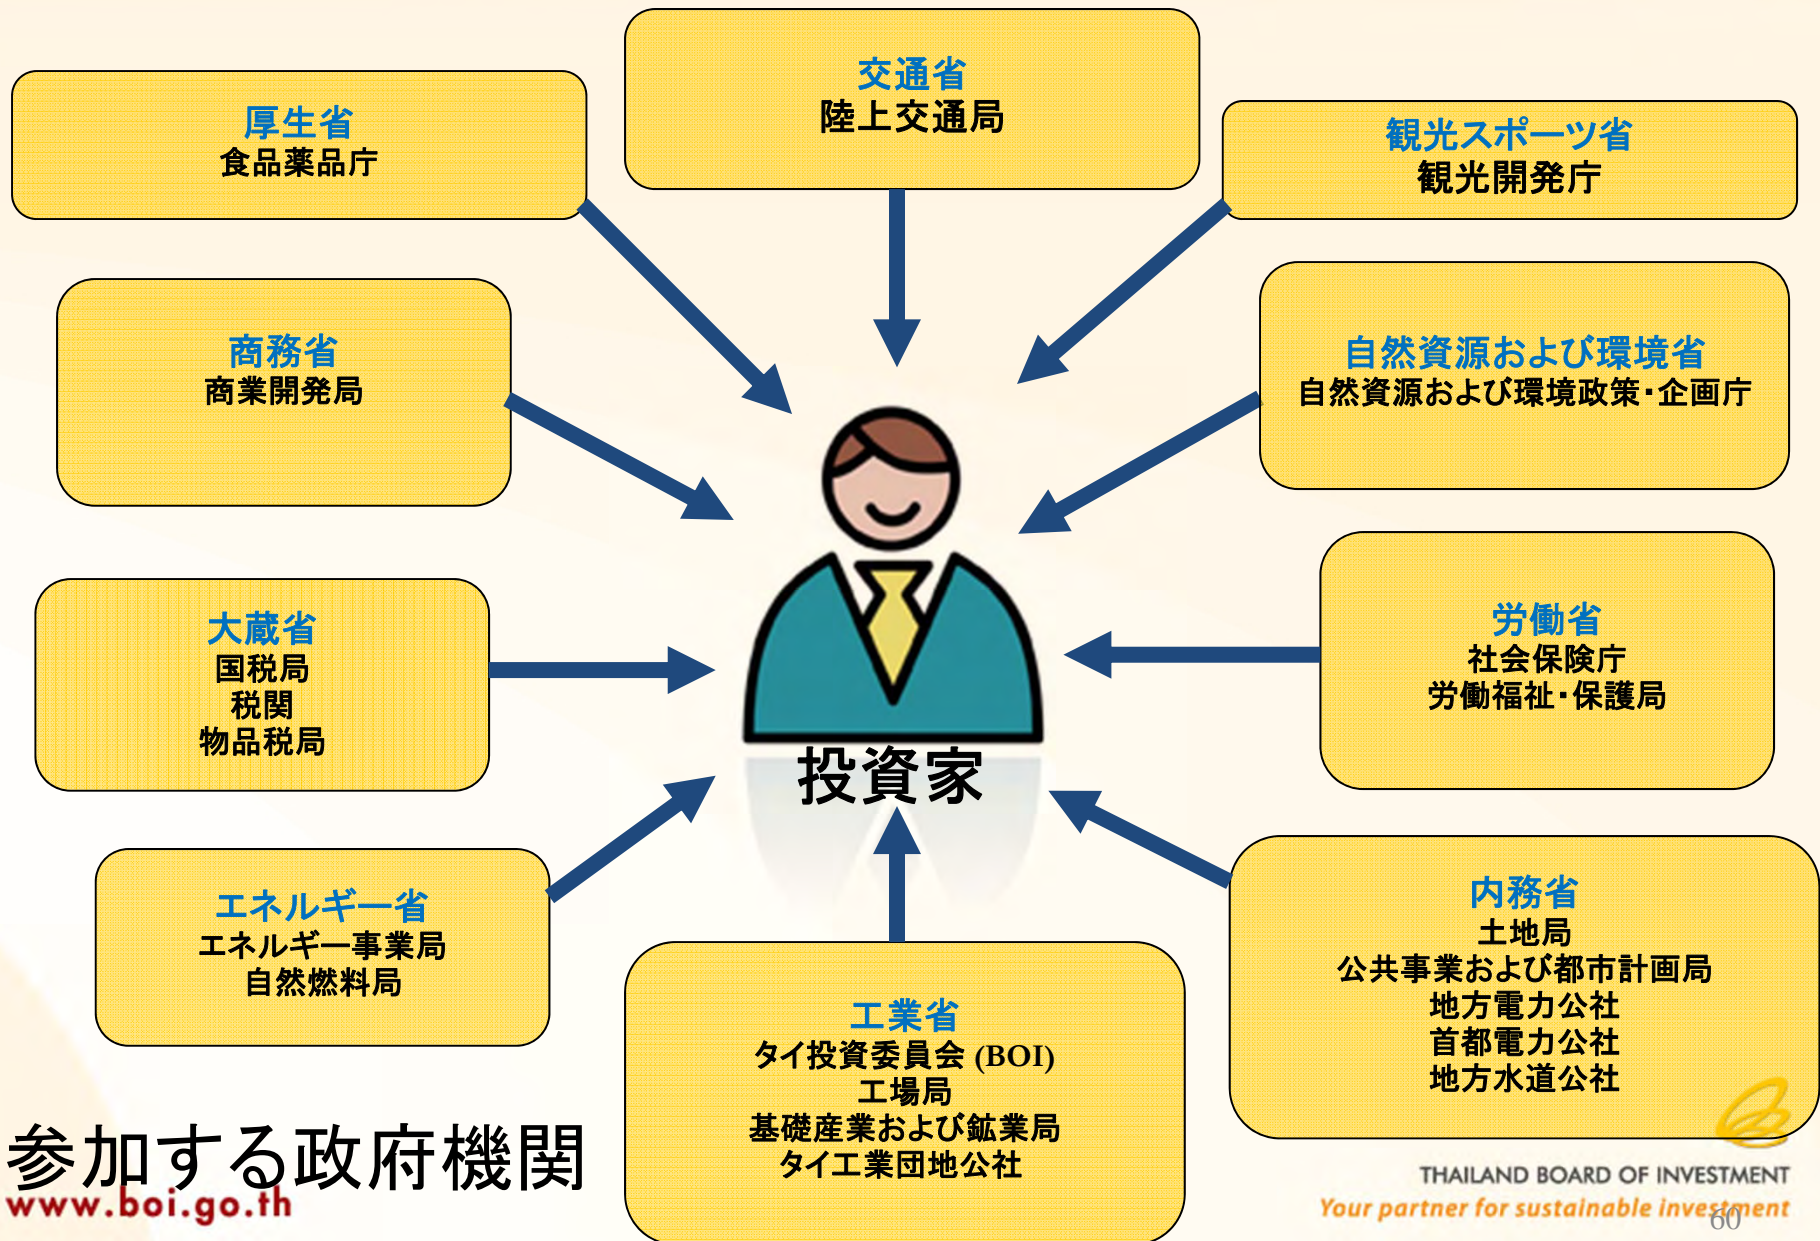 交通省
陸上交通局
厚生省
食品薬品庁
観光スポーツ省
観光開発庁
商務省
商業開発局
自然資源および環境省
自然資源および環境政策・企画庁
大蔵省
国税局
税関
物品税局
労働省
社会保険庁
労働福祉・保護局
投資家
エネルギー省
エネルギー事業局
自然燃料局
工業省
タイ投資委員会 (BOI)
工場局
基礎産業および鉱業局
タイ工業団地公社
内務省
土地局
公共事業および都市計画局
地方電力公社
首都電力公社
地方水道公社
参加する政府機関
www.boi.go.th
THAILAND BOARD OF INVESTMENT
Your partner for sustainable investment
60